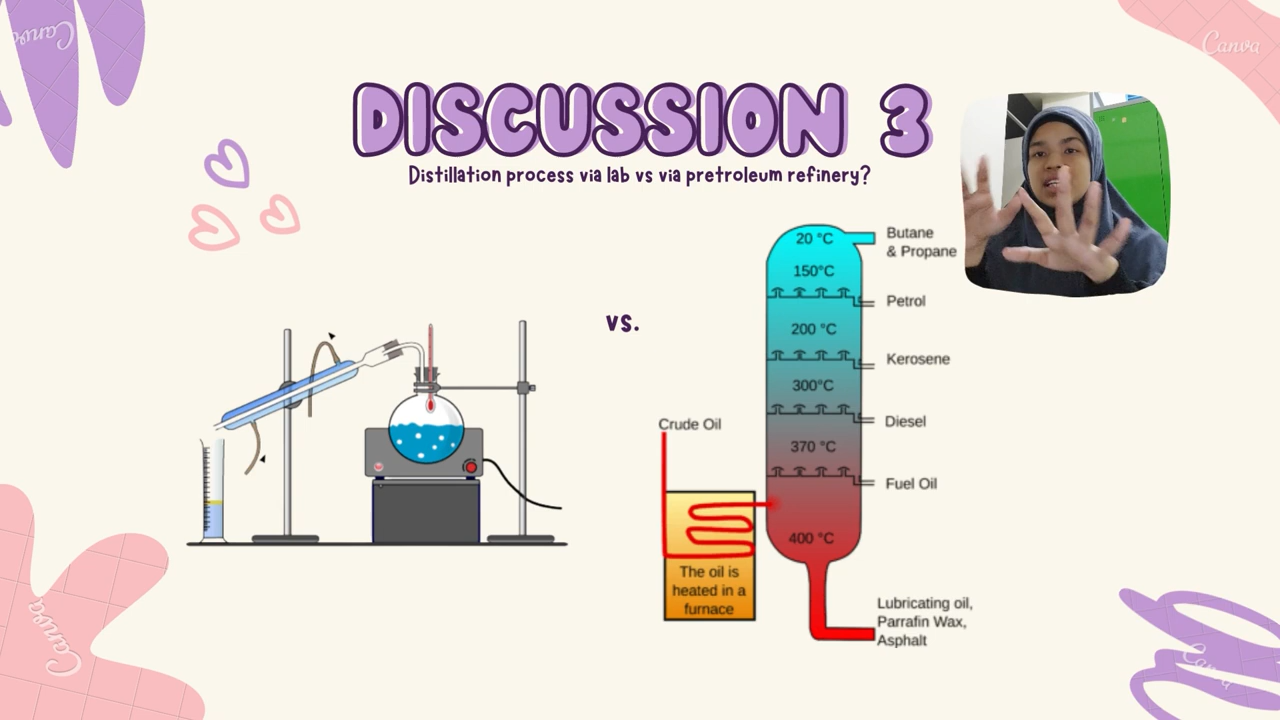 Canva
Canva
DISCUSSION 3
Distillation process via lab vs via pretroleum refinery?
20 °C
Butane
& Propane
150°C
Petrol
vs.
200 °C
Kerosene
300°C
Crude Oil
Diesel
370 °C
Fuel Oil
400 °C
The oil is
heated in a
furnace
Lubricating oil,
Parrafin Wax,
Asphalt
Canva
Canva